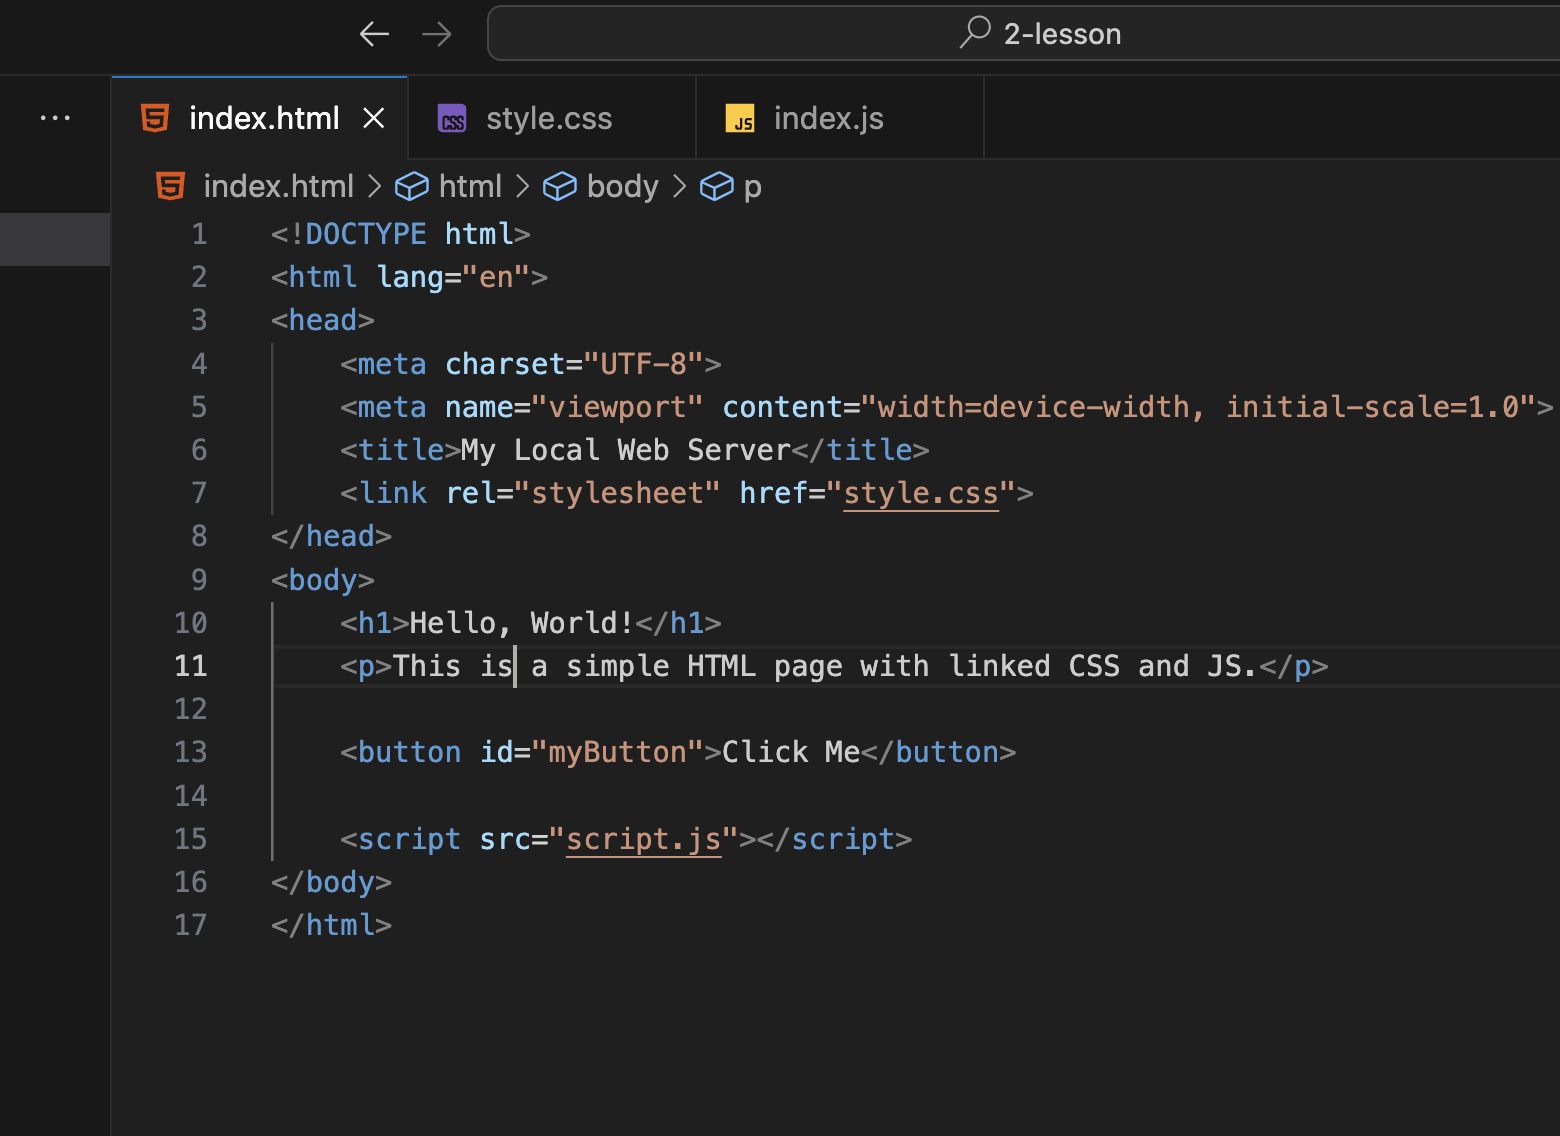 2-lesson
index.html
style.css
index.js
index.html > html > body > p
1 <!DOCTYPE html>
2 <html lang="en">
3 <head>
4     <meta charset="UTF-8">
5     <meta name="viewport" content="width=device-width, initial-scale=1.0">
6     <title>My Local Web Server</title>
7     <link rel="stylesheet" href="style.css">
8 </head>
9 <body>
10     <h1>Hello, World!</h1>
11     <p>This is a simple HTML page with linked CSS and JS.</p>
12
13     <button id="myButton">Click Me</button>
14
15     <script src="script.js"></script>
16 </body>
17 </html>